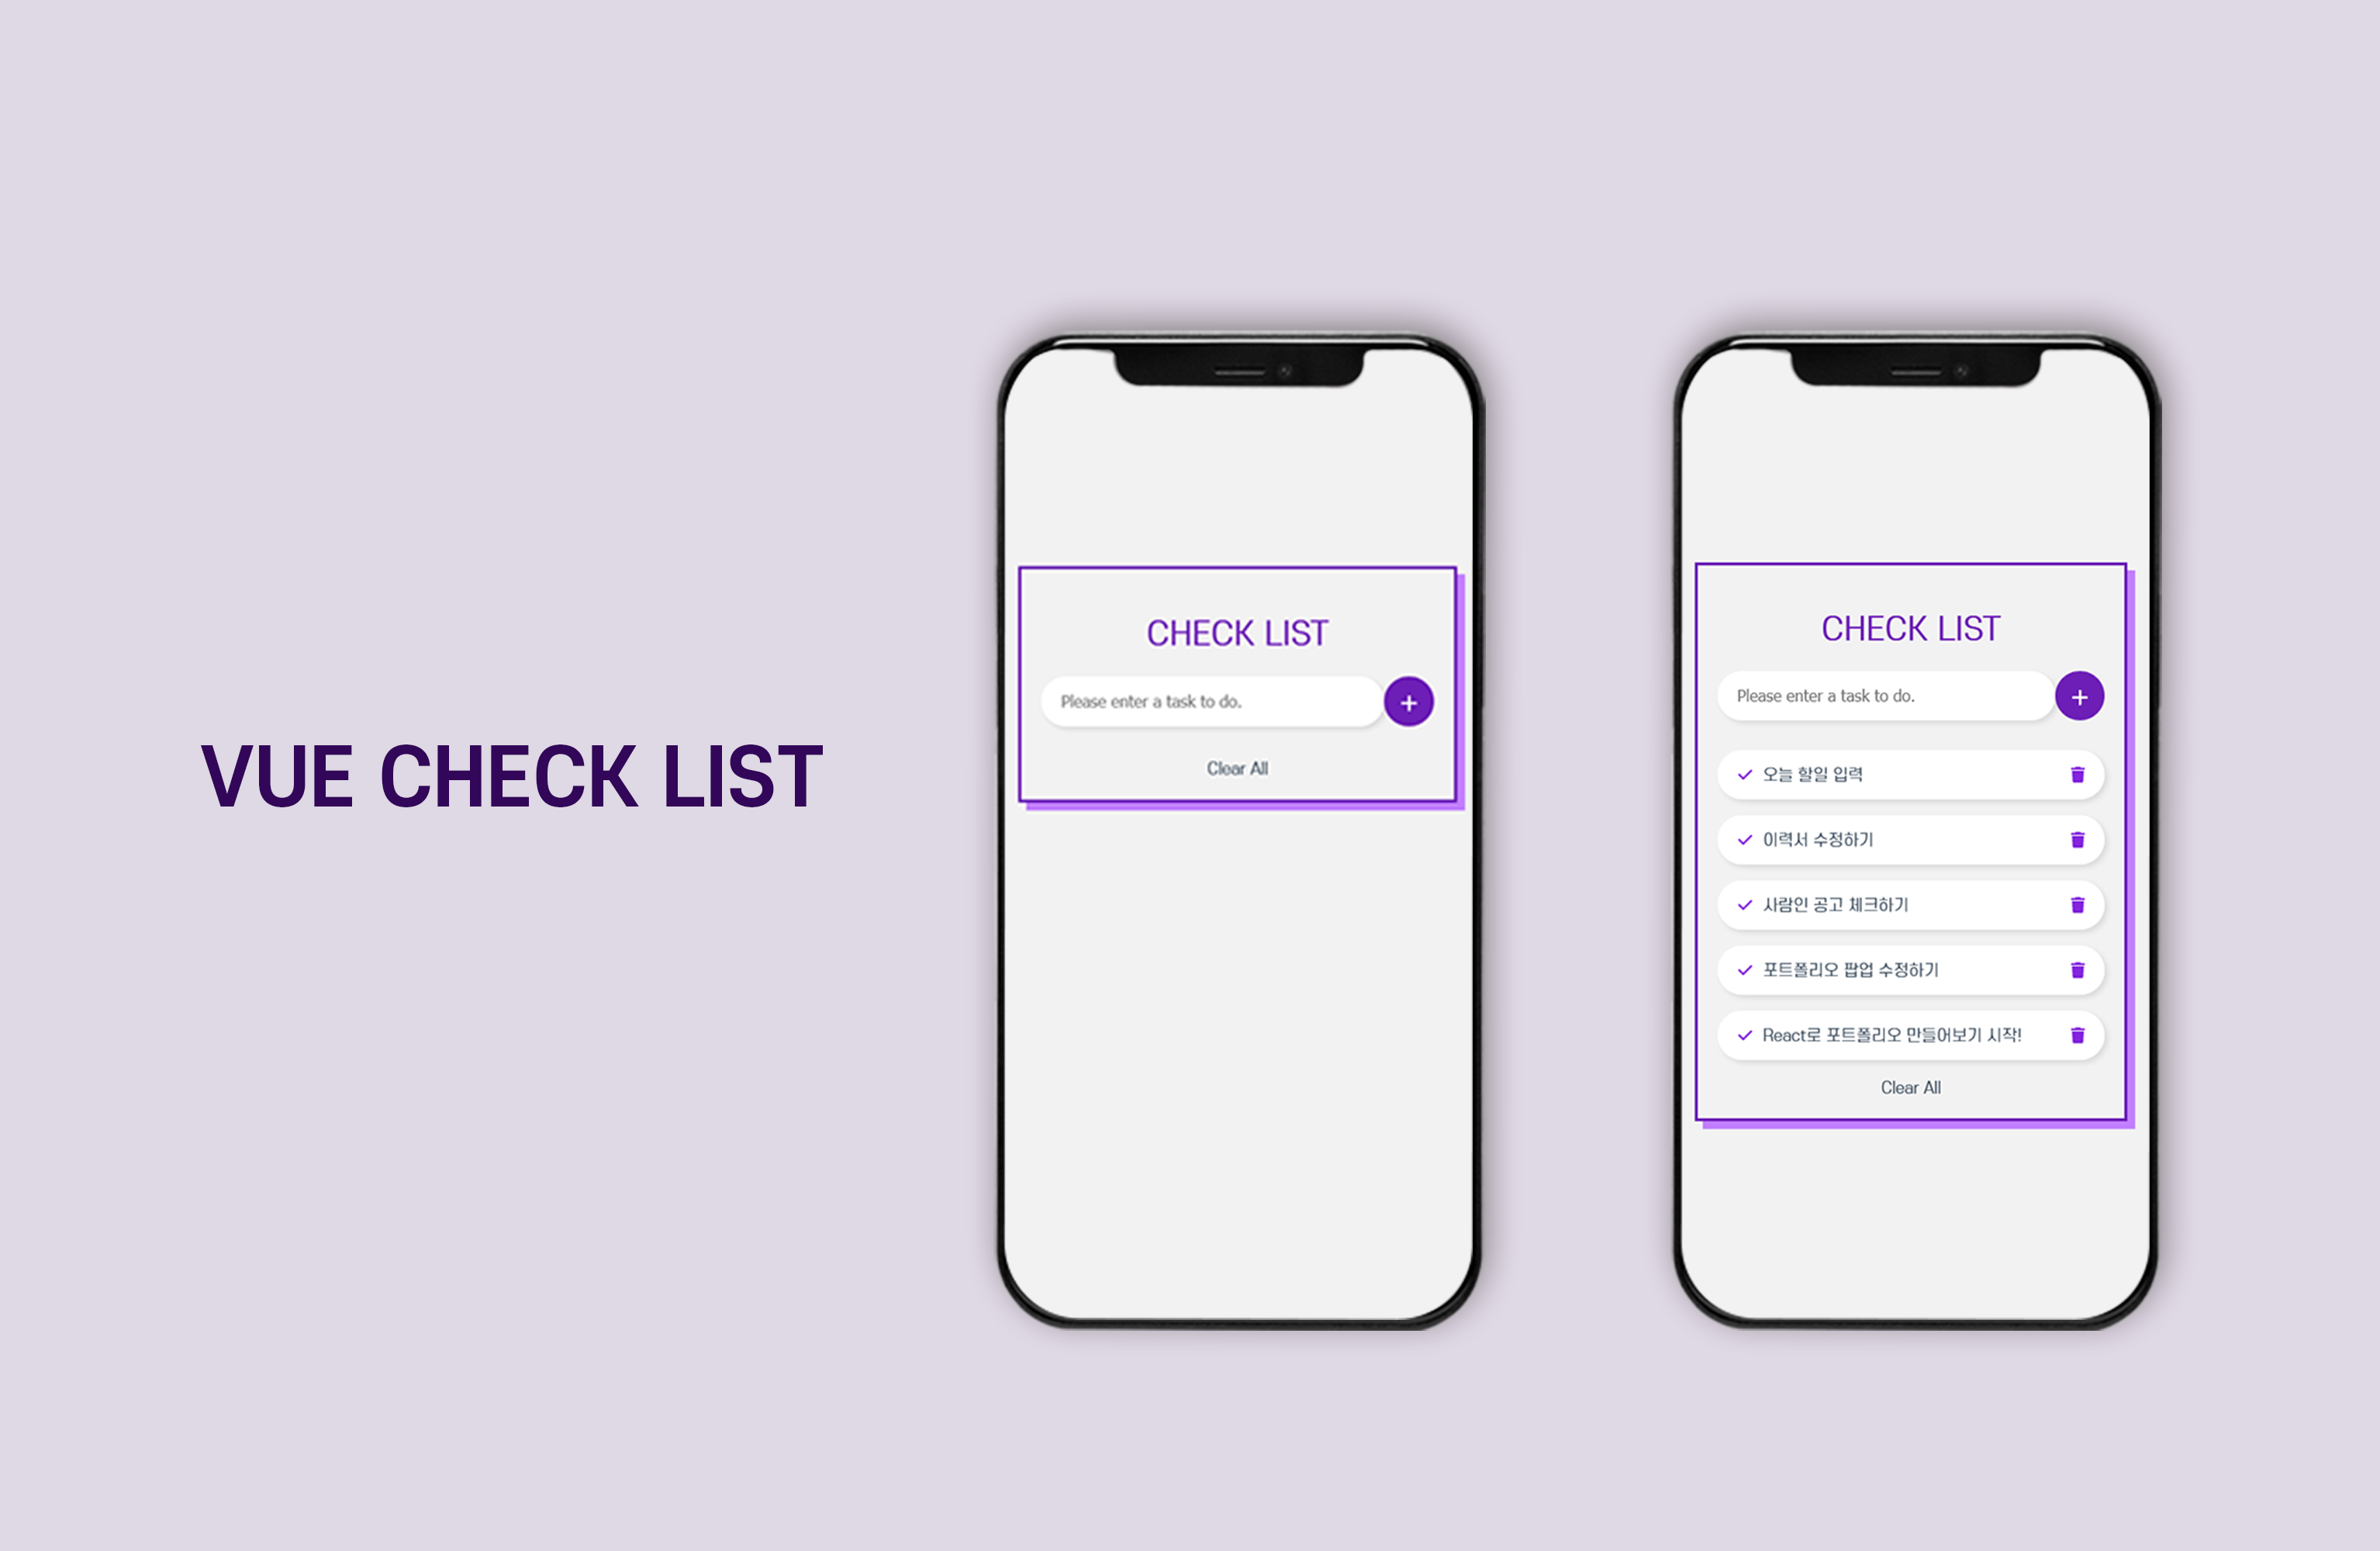 VUE CHECK LIST
CHECK LIST
Please enter a task to do.
+
Clear All
CHECK LIST
Please enter a task to do.
+
오늘 할일 입력
이력서 수정하기
사람인 공고 체크하기
포트폴리오 팝업 수정하기
React로 포트폴리오 만들어보기 시작!
Clear All